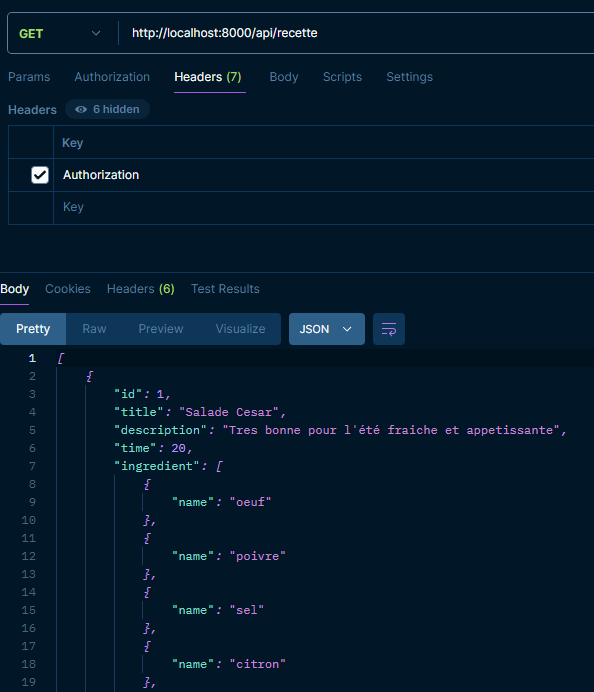 GET http://localhost:8000/api/recette
Params Authorization Headers (7) Body Scripts Settings
Headers 6 hidden
Key
Authorization
Key
Body Cookies Headers (6) Test Results
Pretty Raw Preview Visualize JSON
1 [
2 {
3 "id": 1,
4 "title": "Salade Cesar",
5 "description": "Tres bonne pour l'été fraiche et appetissante",
6 "time": 20,
7 "ingredient": [
8 {
9 "name": "oeuf"
10 },
11 {
12 "name": "poivre"
13 },
14 {
15 "name": "sel"
16 },
17 {
18 "name": "citron"
19 },